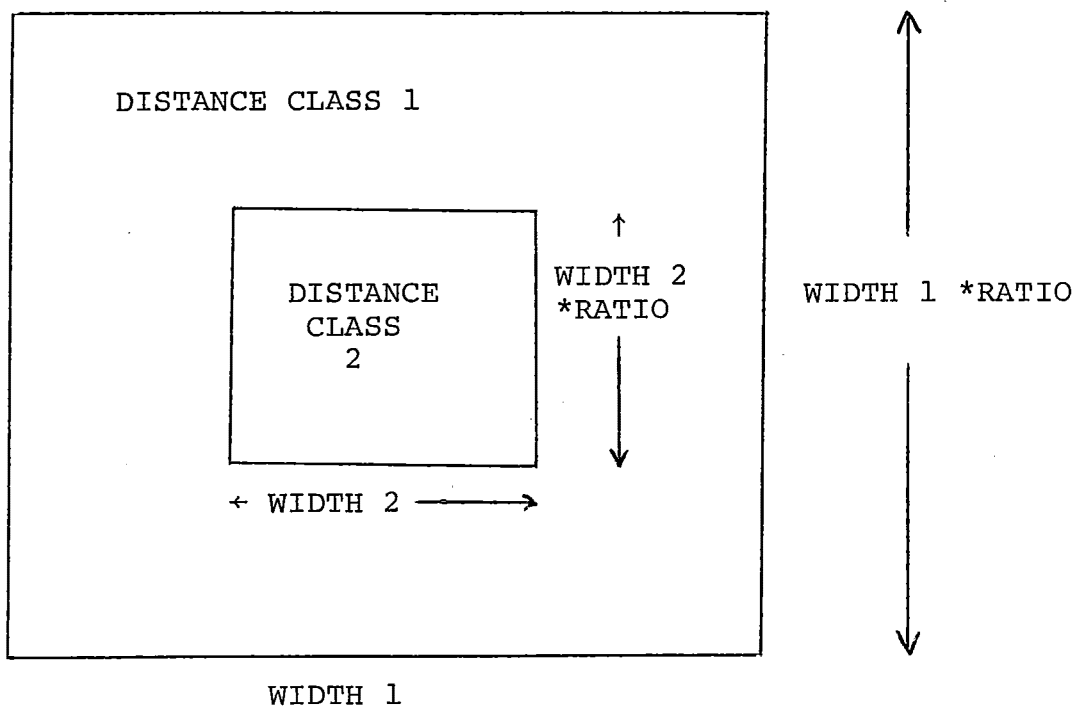 DISTANCE CLASS 1
DISTANCE
CLASS
2
WIDTH 2
*RATIO
WIDTH 1 *RATIO
WIDTH 2
WIDTH 1